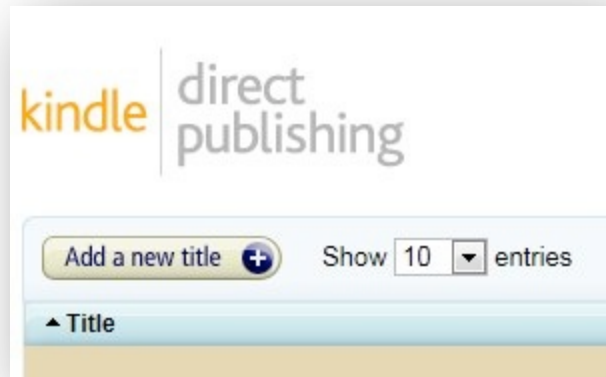 kindle
direct
publishing
Add a new title
Show 10 entries
Title